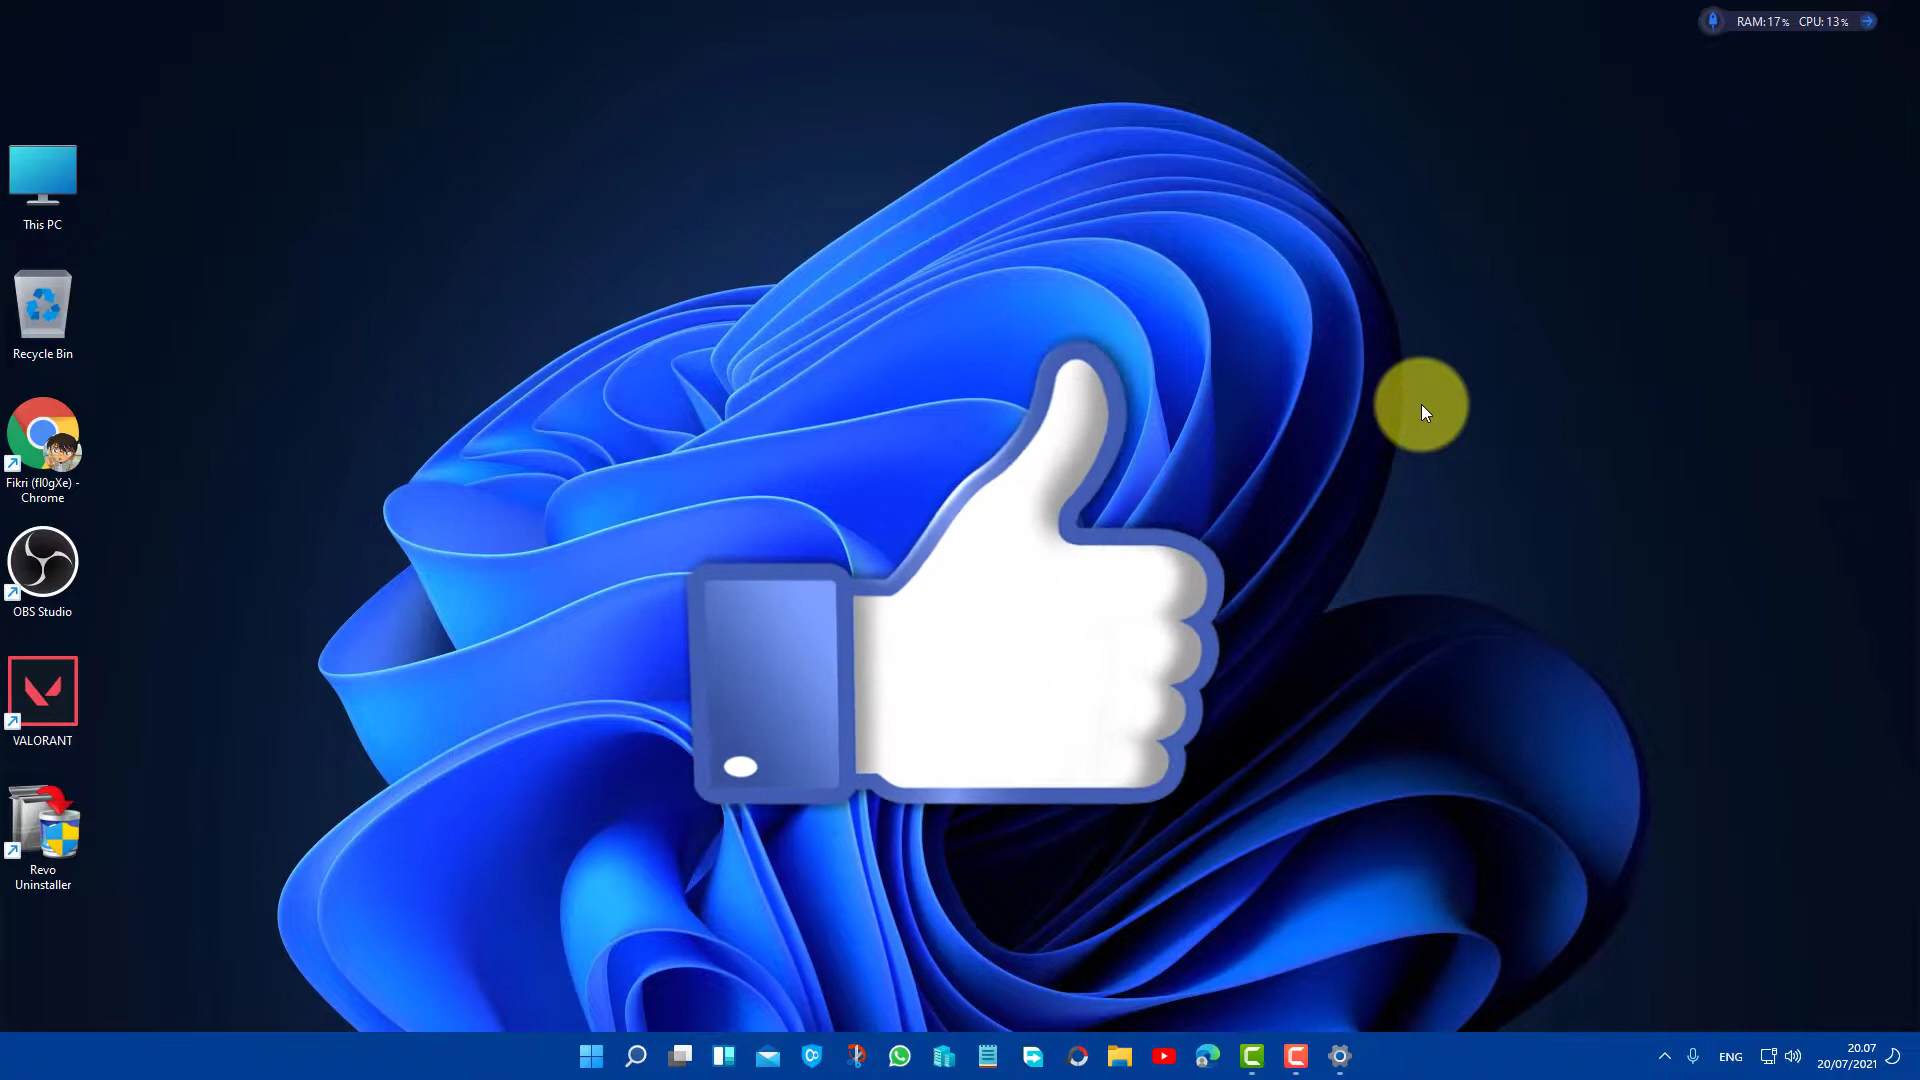 RAM: 17% CPU: 13%
This PC
Recycle Bin
Fikri (fl0gXe) -
Chrome
OBS Studio
VALORANT
Revo
Uninstaller
ENG
20.07
20/07/2021